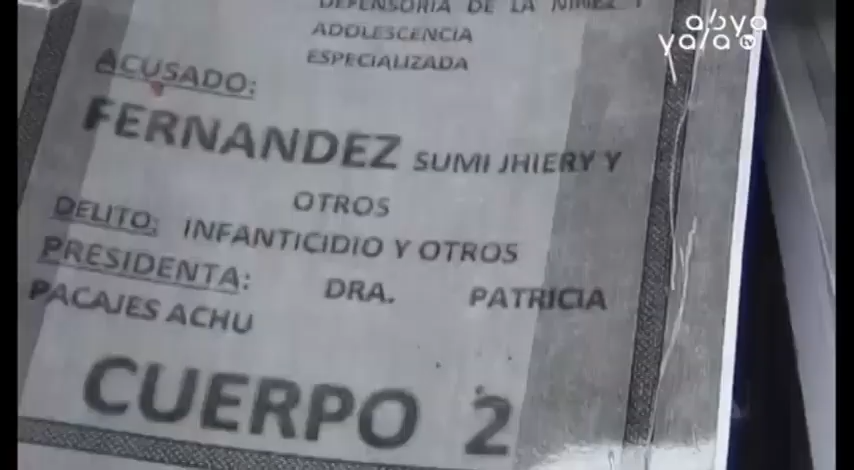 DEFENSORIA DE LA NIÑEZ Y
ADOLESCENCIA
ESPECIALIZADA
ACUSADO:
FERNANDEZ SUMI JHIERY Y
OTROS
DELITO: INFANTICIDIO Y OTROS
PRESIDENTA: DRA. PATRICIA
PACAJES ACHU
CUERPO 2
abya
yala tv